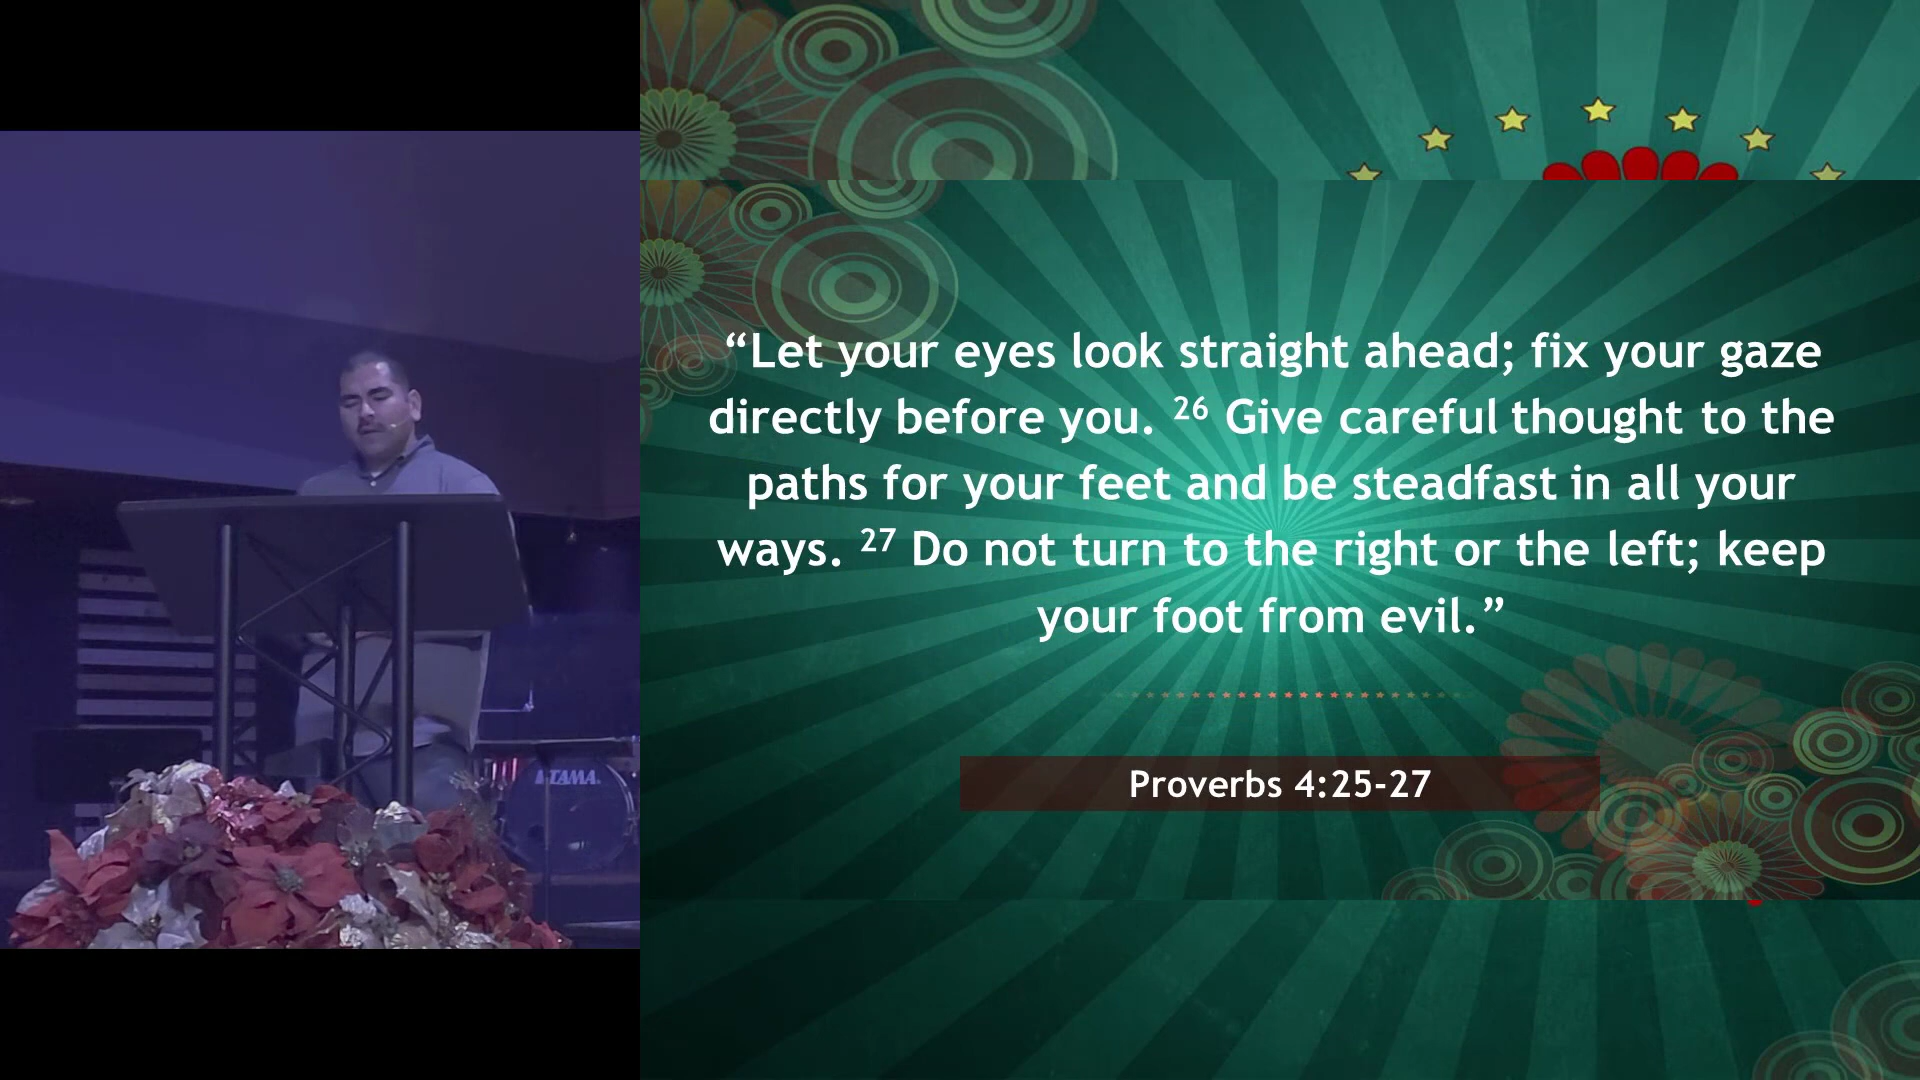 “Let your eyes look straight ahead; fix your gaze
directly before you. ²⁶ Give careful thought to the
paths for your feet and be steadfast in all your
ways. ²⁷ Do not turn to the right or the left; keep
your foot from evil.”
Proverbs 4:25-27
TAMA